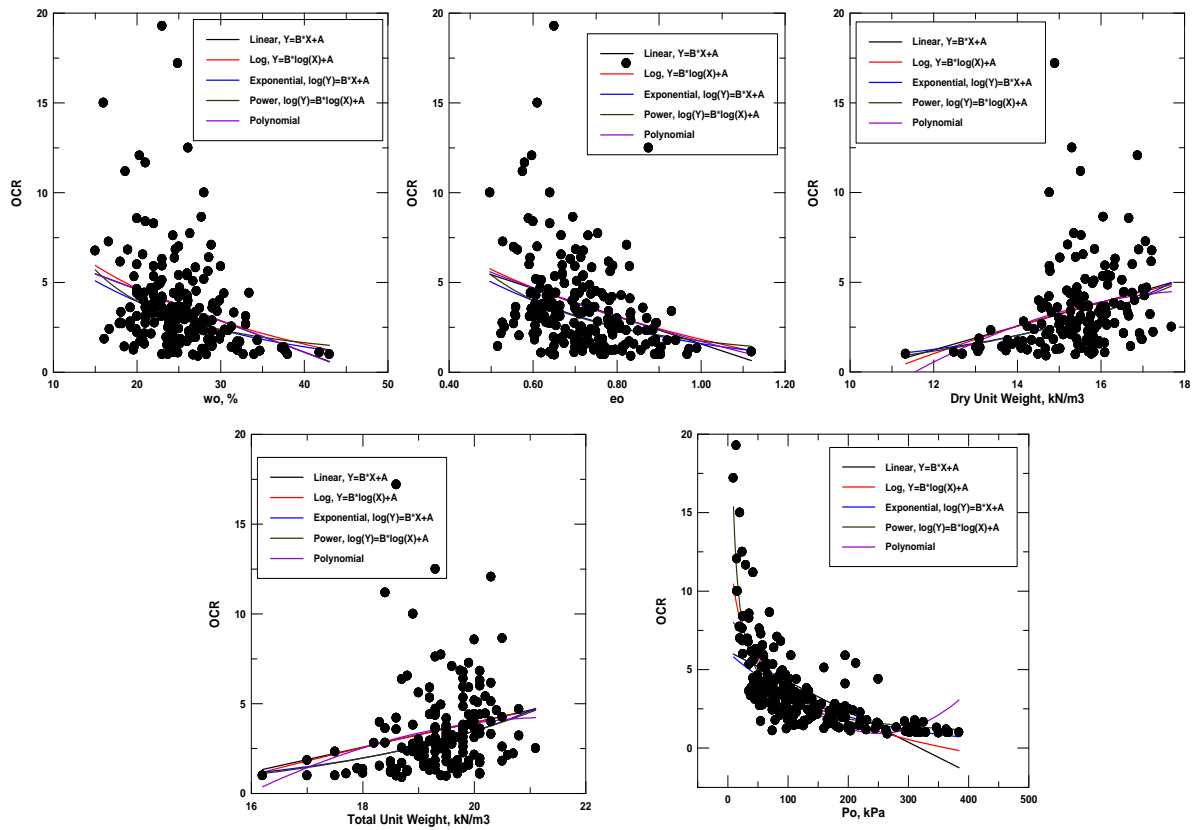 20
15
10
5
0
OCR
Linear, Y=B*X+A
Log, Y=B*log(X)+A
Exponential, log(Y)=B*X+A
Power, log(Y)=B*log(X)+A
Polynomial
10 20 30 40 50
wo, %
20
15
10
5
0
OCR
Linear, Y=B*X+A
Log, Y=B*log(X)+A
Exponential, log(Y)=B*X+A
Power, log(Y)=B*log(X)+A
Polynomial
0.40 0.60 0.80 1.00 1.20
eo
20
15
10
5
0
OCR
Linear, Y=B*X+A
Log, Y=B*log(X)+A
Exponential, log(Y)=B*X+A
Power, log(Y)=B*log(X)+A
Polynomial
10 12 14 16 18
Dry Unit Weight, kN/m3
20
15
10
5
0
OCR
Linear, Y=B*X+A
Log, Y=B*log(X)+A
Exponential, log(Y)=B*X+A
Power, log(Y)=B*log(X)+A
Polynomial
16 18 20 22
Total Unit Weight, kN/m3
20
15
10
5
0
OCR
Linear, Y=B*X+A
Log, Y=B*log(X)+A
Exponential, log(Y)=B*X+A
Power, log(Y)=B*log(X)+A
Polynomial
0 100 200 300 400 500
Po, kPa